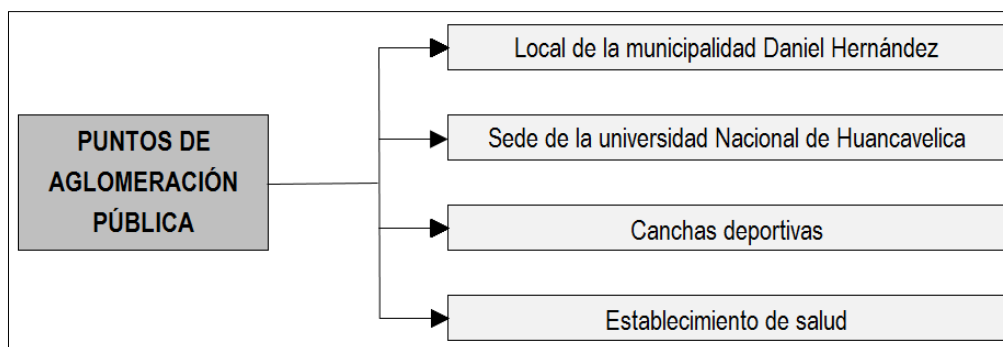 PUNTOS DE
AGLOMERACIÓN
PÚBLICA
Local de la municipalidad Daniel Hernández
Sede de la universidad Nacional de Huancavelica
Canchas deportivas
Establecimiento de salud